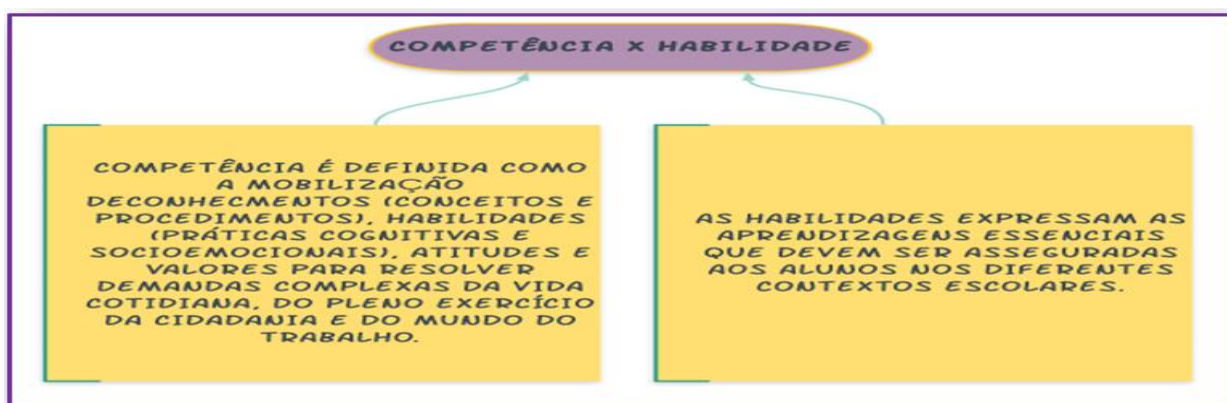 COMPETÊNCIA X HABILIDADE
COMPETÊNCIA É DEFINIDA COMO
A MOBILIZAÇÃO
DECONHECMENTOS (CONCEITOS E
PROCEDIMENTOS), HABILIDADES
(PRÁTICAS COGNITIVAS E
SOCIOEMOCIONAIS), ATITUDES E
VALORES PARA RESOLVER
DEMANDAS COMPLEXAS DA VIDA
COTIDIANA, DO PLENO EXERCÍCIO
DA CIDADANIA E DO MUNDO DO
TRABALHO.
AS HABILIDADES EXPRESSAM AS
APRENDIZAGENS ESSENCIAIS
QUE DEVEM SER ASSEGURADAS
AOS ALUNOS NOS DIFERENTES
CONTEXTOS ESCOLARES.